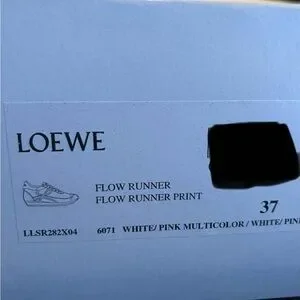 LOEWE
FLOW RUNNER
FLOW RUNNER PRINT
37
LLSR282X04 6071 WHITE/ PINK MULTICOLOR / WHITE/ PIN